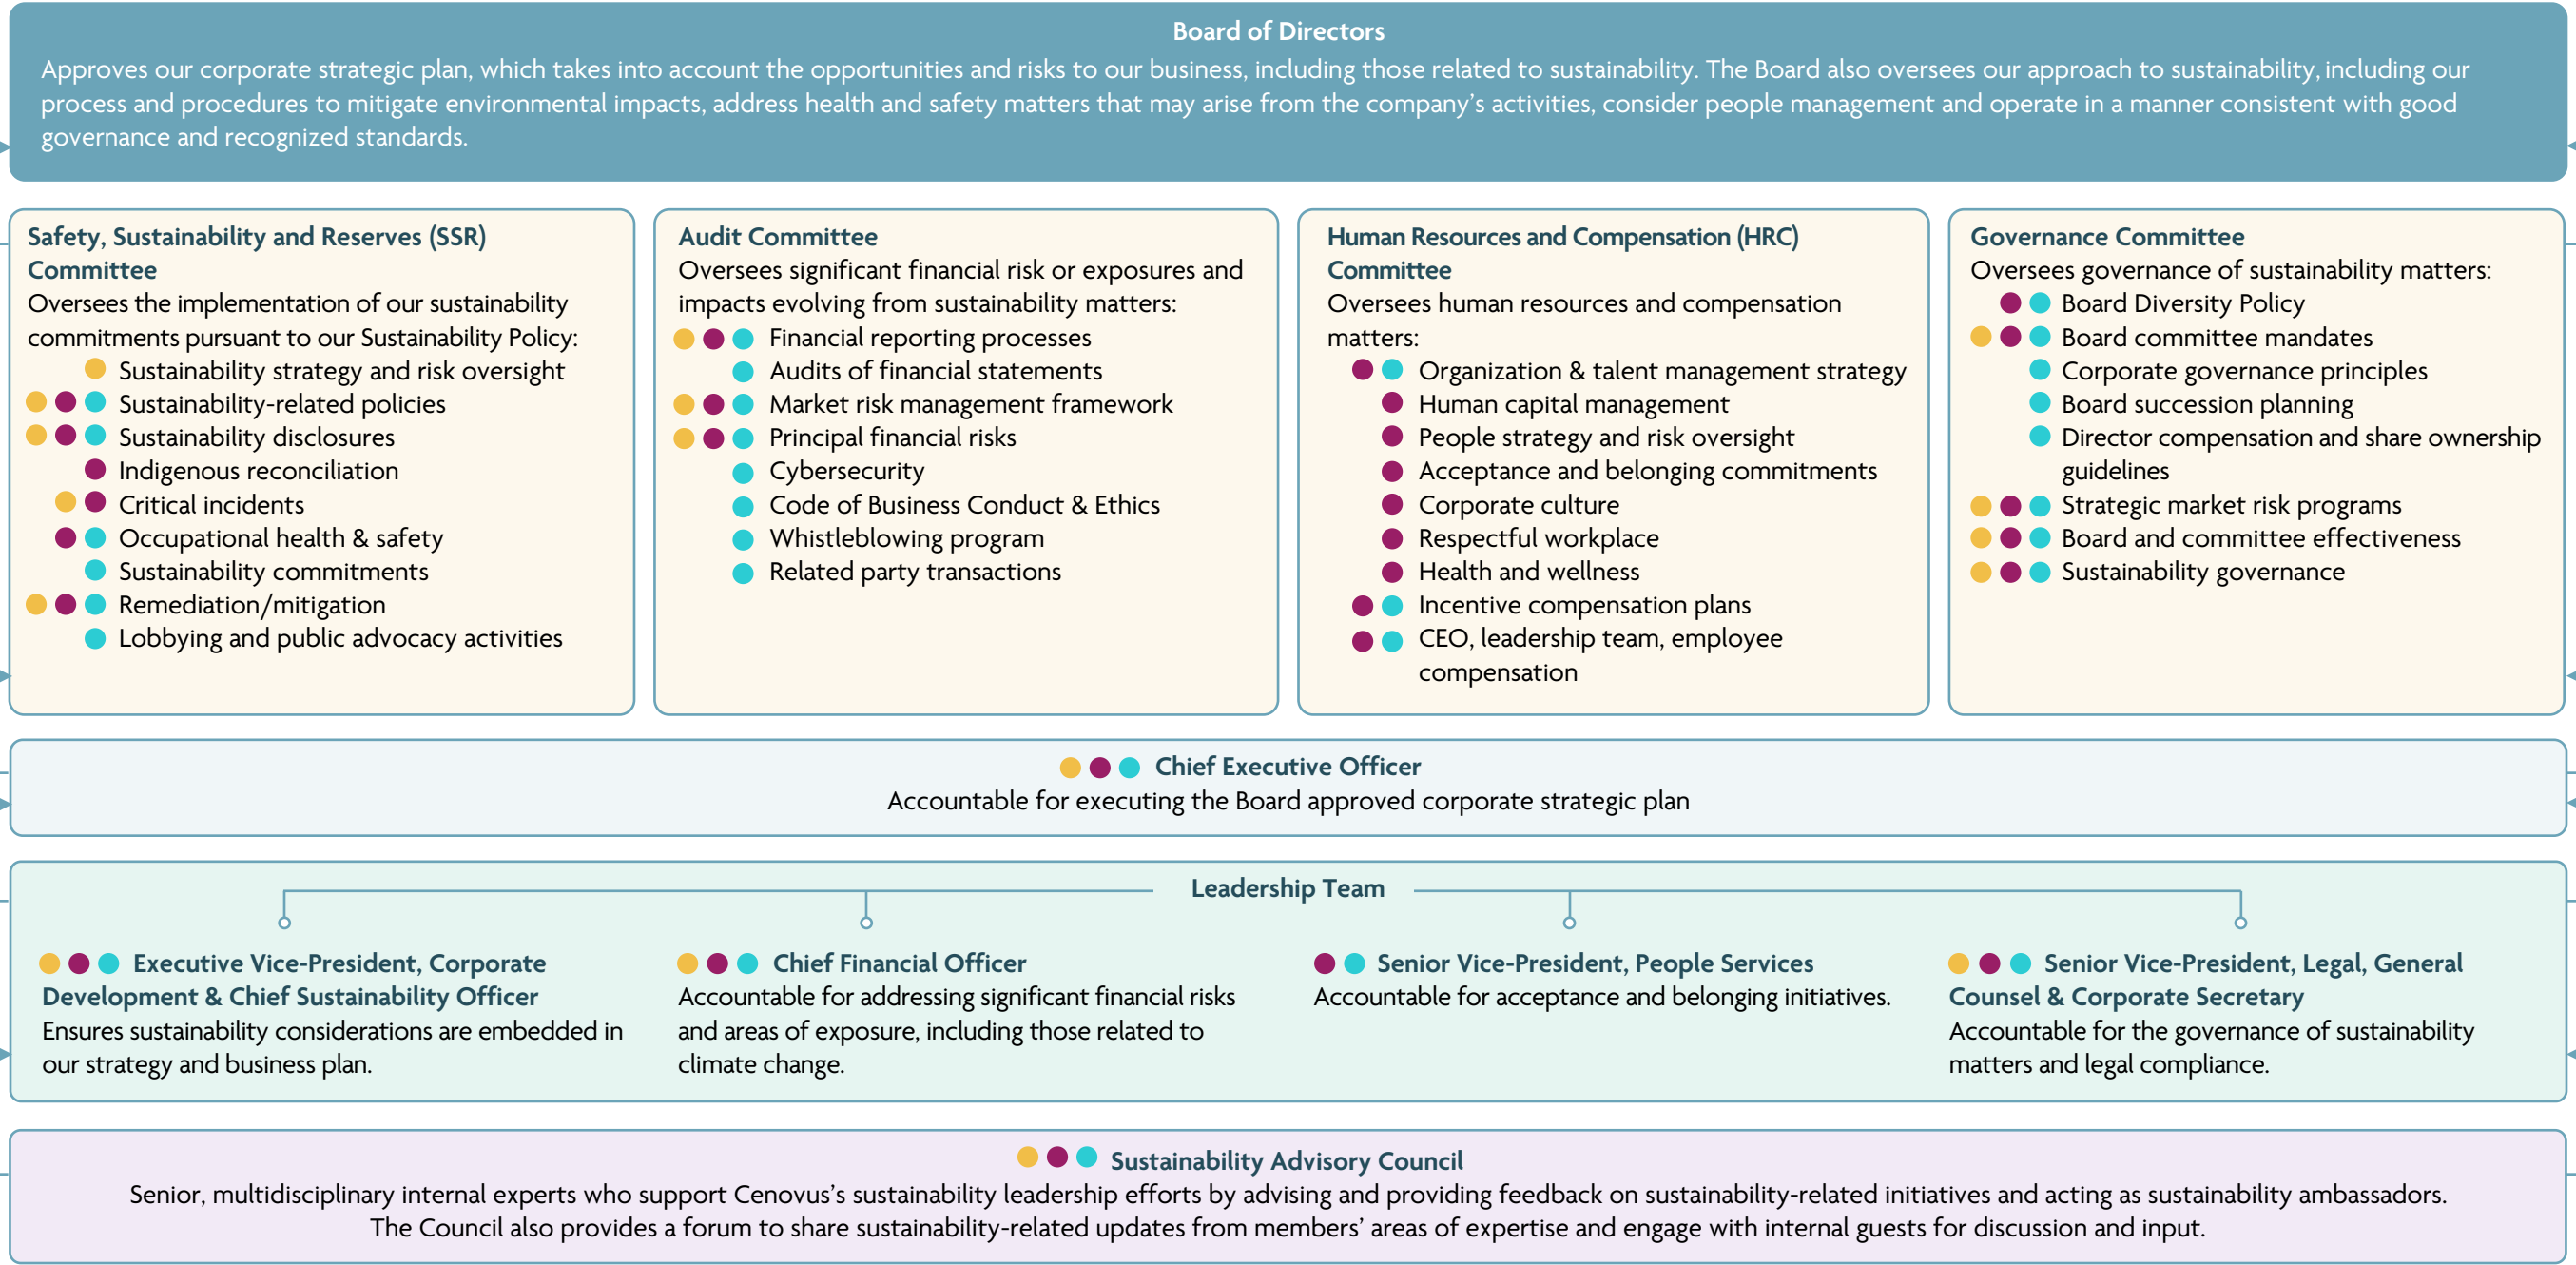 Board of Directors
Approves our corporate strategic plan, which takes into account the opportunities and risks to our business, including those related to sustainability. The Board also oversees our approach to sustainability, including our
process and procedures to mitigate environmental impacts, address health and safety matters that may arise from the company's activities, consider people management and operate in a manner consistent with good
governance and recognized standards.
Safety, Sustainability and Reserves (SSR)
Committee
Oversees the implementation of our sustainability
commitments pursuant to our Sustainability Policy:
Sustainability strategy and risk oversight
Sustainability-related policies
Sustainability disclosures
Indigenous reconciliation
Critical incidents
Occupational health & safety
Sustainability commitments
Remediation/mitigation
Lobbying and public advocacy activities
Audit Committee
Oversees significant financial risk or exposures and
impacts evolving from sustainability matters:
Financial reporting processes
Audits of financial statements
Market risk management framework
Principal financial risks
Cybersecurity
Code of Business Conduct & Ethics
Whistleblowing program
Related party transactions
Human Resources and Compensation (HRC)
Committee
Oversees human resources and compensation
matters:
Organization & talent management strategy
Human capital management
People strategy and risk oversight
Acceptance and belonging commitments
Corporate culture
Respectful workplace
Health and wellness
Incentive compensation plans
CEO, leadership team, employee
compensation
Governance Committee
Oversees governance of sustainability matters:
Board Diversity Policy
Board committee mandates
Corporate governance principles
Board succession planning
Director compensation and share ownership
guidelines
Strategic market risk programs
Board and committee effectiveness
Sustainability governance
Chief Executive Officer
Accountable for executing the Board approved corporate strategic plan
Leadership Team
Executive Vice-President, Corporate
Development & Chief Sustainability Officer
Ensures sustainability considerations are embedded in
our strategy and business plan.
Chief Financial Officer
Accountable for addressing significant financial risks
and areas of exposure, including those related to
climate change.
Senior Vice-President, People Services
Accountable for acceptance and belonging initiatives.
Senior Vice-President, Legal, General
Counsel & Corporate Secretary
Accountable for the governance of sustainability
matters and legal compliance.
Sustainability Advisory Council
Senior, multidisciplinary internal experts who support Cenovus's sustainability leadership efforts by advising and providing feedback on sustainability-related initiatives and acting as sustainability ambassadors.
The Council also provides a forum to share sustainability-related updates from members' areas of expertise and engage with internal guests for discussion and input.